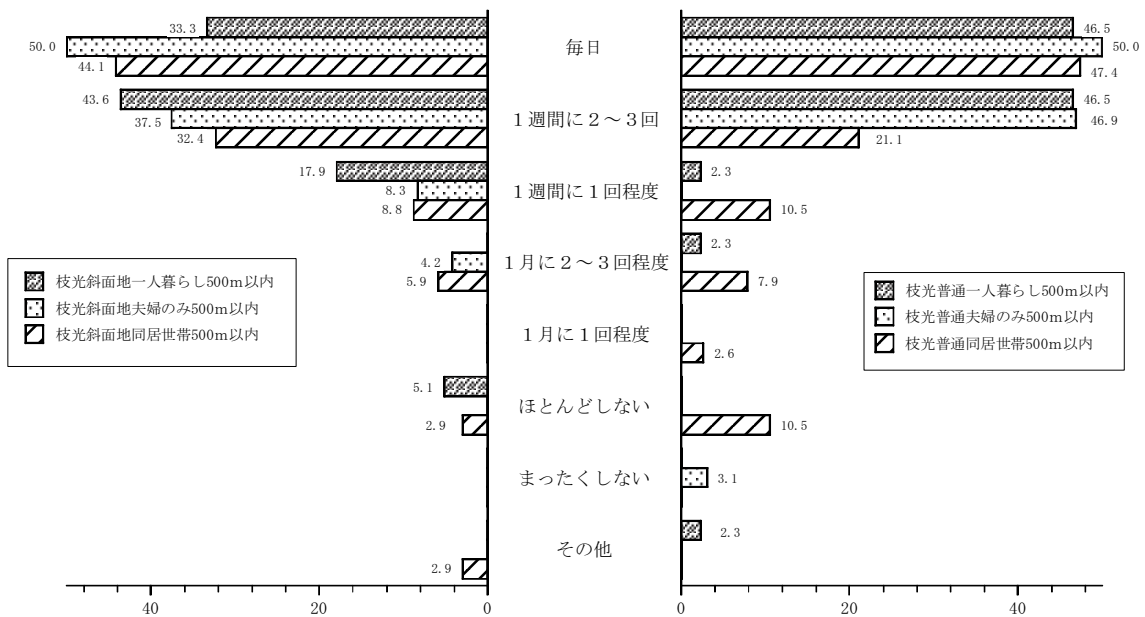 33.3
毎日
46.5
50.0
50.0
44.1
47.4
43.6
46.5
37.5
1週間に2～3回
46.9
32.4
21.1
17.9
2.3
8.3
1週間に1回程度
8.8
10.5
2.3
4.2
1月に2～3回程度
5.9
7.9
枝光斜面地一人暮らし500m以内
枝光斜面地夫婦のみ500m以内
枝光斜面地同居世帯500m以内
枝光普通一人暮らし500m以内
枝光普通夫婦のみ500m以内
枝光普通同居世帯500m以内
1月に1回程度
2.6
5.1
ほとんどしない
2.9
10.5
まったくしない
3.1
2.3
その他
2.9
40
20
0
0
20
40